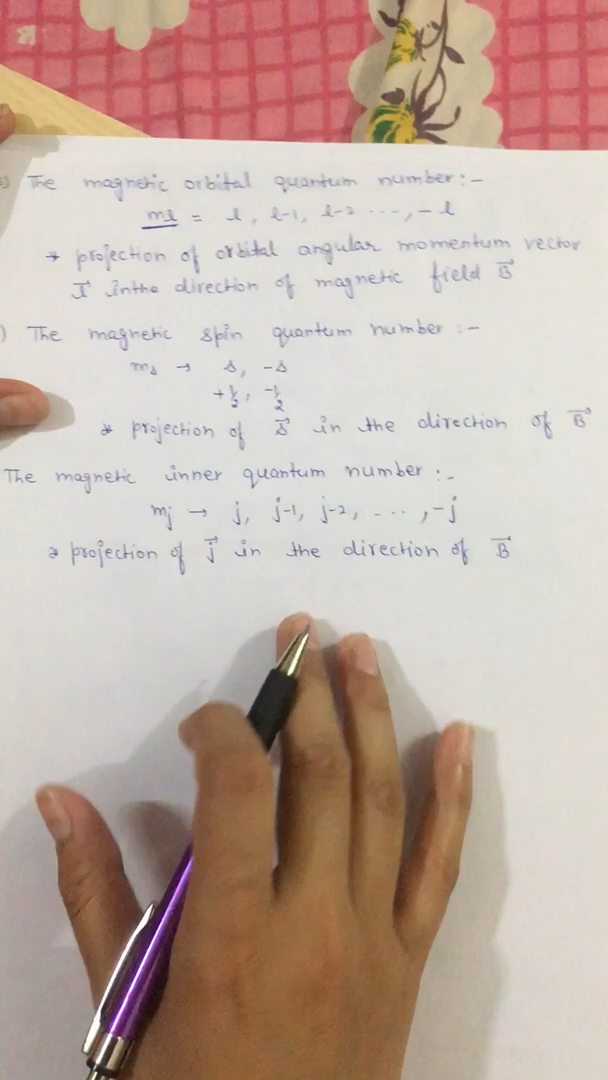 ) The magnetic orbital quantum number :-
ml = l, l-1, l-2 ..., -l
* projection of orbital angular momentum vector
l⃗ inthe direction of magnetic field B⃗
) The magnetic spin quantum number :-
ms → s, -s
+1/2, -1/2
* projection of s⃗ in the direction of B⃗
The magnetic inner quantum number :-
mj → j, j-1, j-2, ..., -j
* projection of j⃗ in the direction of B⃗